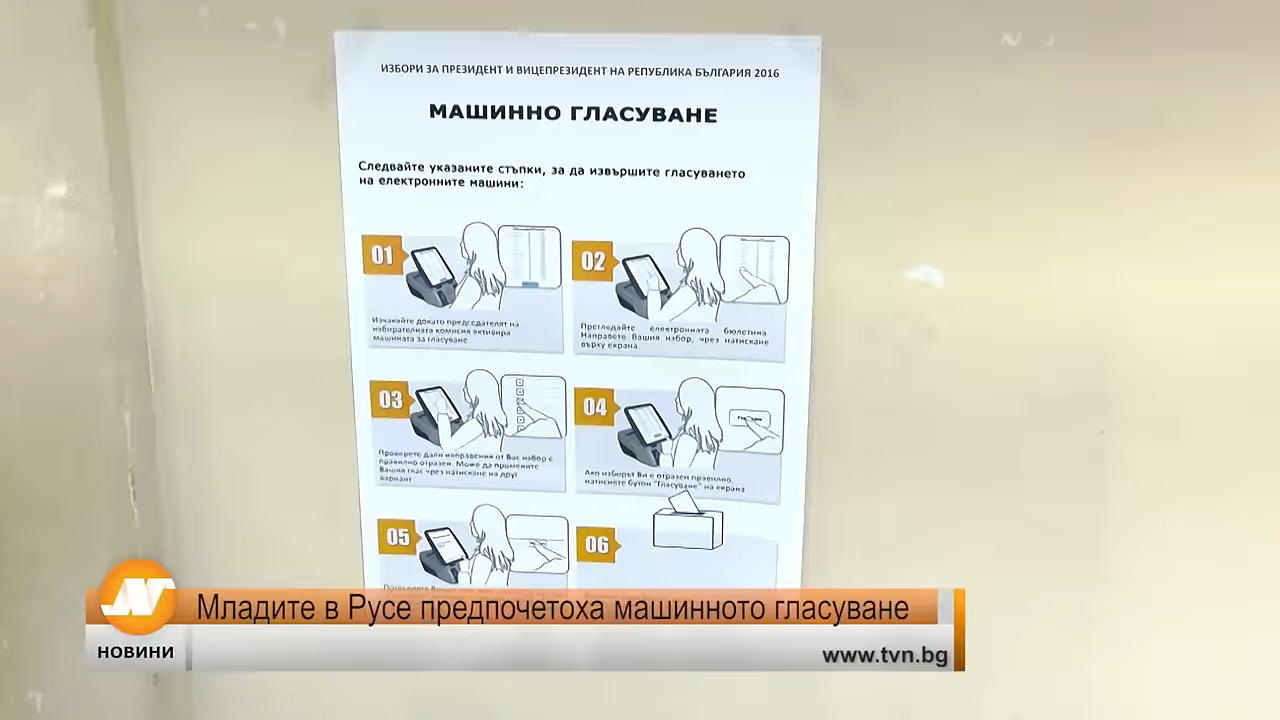 ИЗБОРИ ЗА ПРЕЗИДЕНТ И ВИЦЕПРЕЗИДЕНТ НА РЕПУБЛИКА БЪЛГАРИЯ 2016
МАШИННО ГЛАСУВАНЕ
Следвайте указаните стъпки, за да извършите гласуването
на електронните машини:
01
Изчакайте докато председателят на
избирателната комисия активира
машината за гласуване
02
Прегледайте електронната бюлетина
Направете Вашия избор, чрез натискане
върху екрана
03
Проверете дали направения от Вас избор е
правилно отразен. Може да промените
Вашия глас чрез натискане на друг
вариант
04
Ако изборът Ви е отразен правилно,
натиснете бутон "Гласуване" на екрана
05
06
Младите в Русе предпочетоха машинното гласуване
НОВИНИ
www.tvn.bg